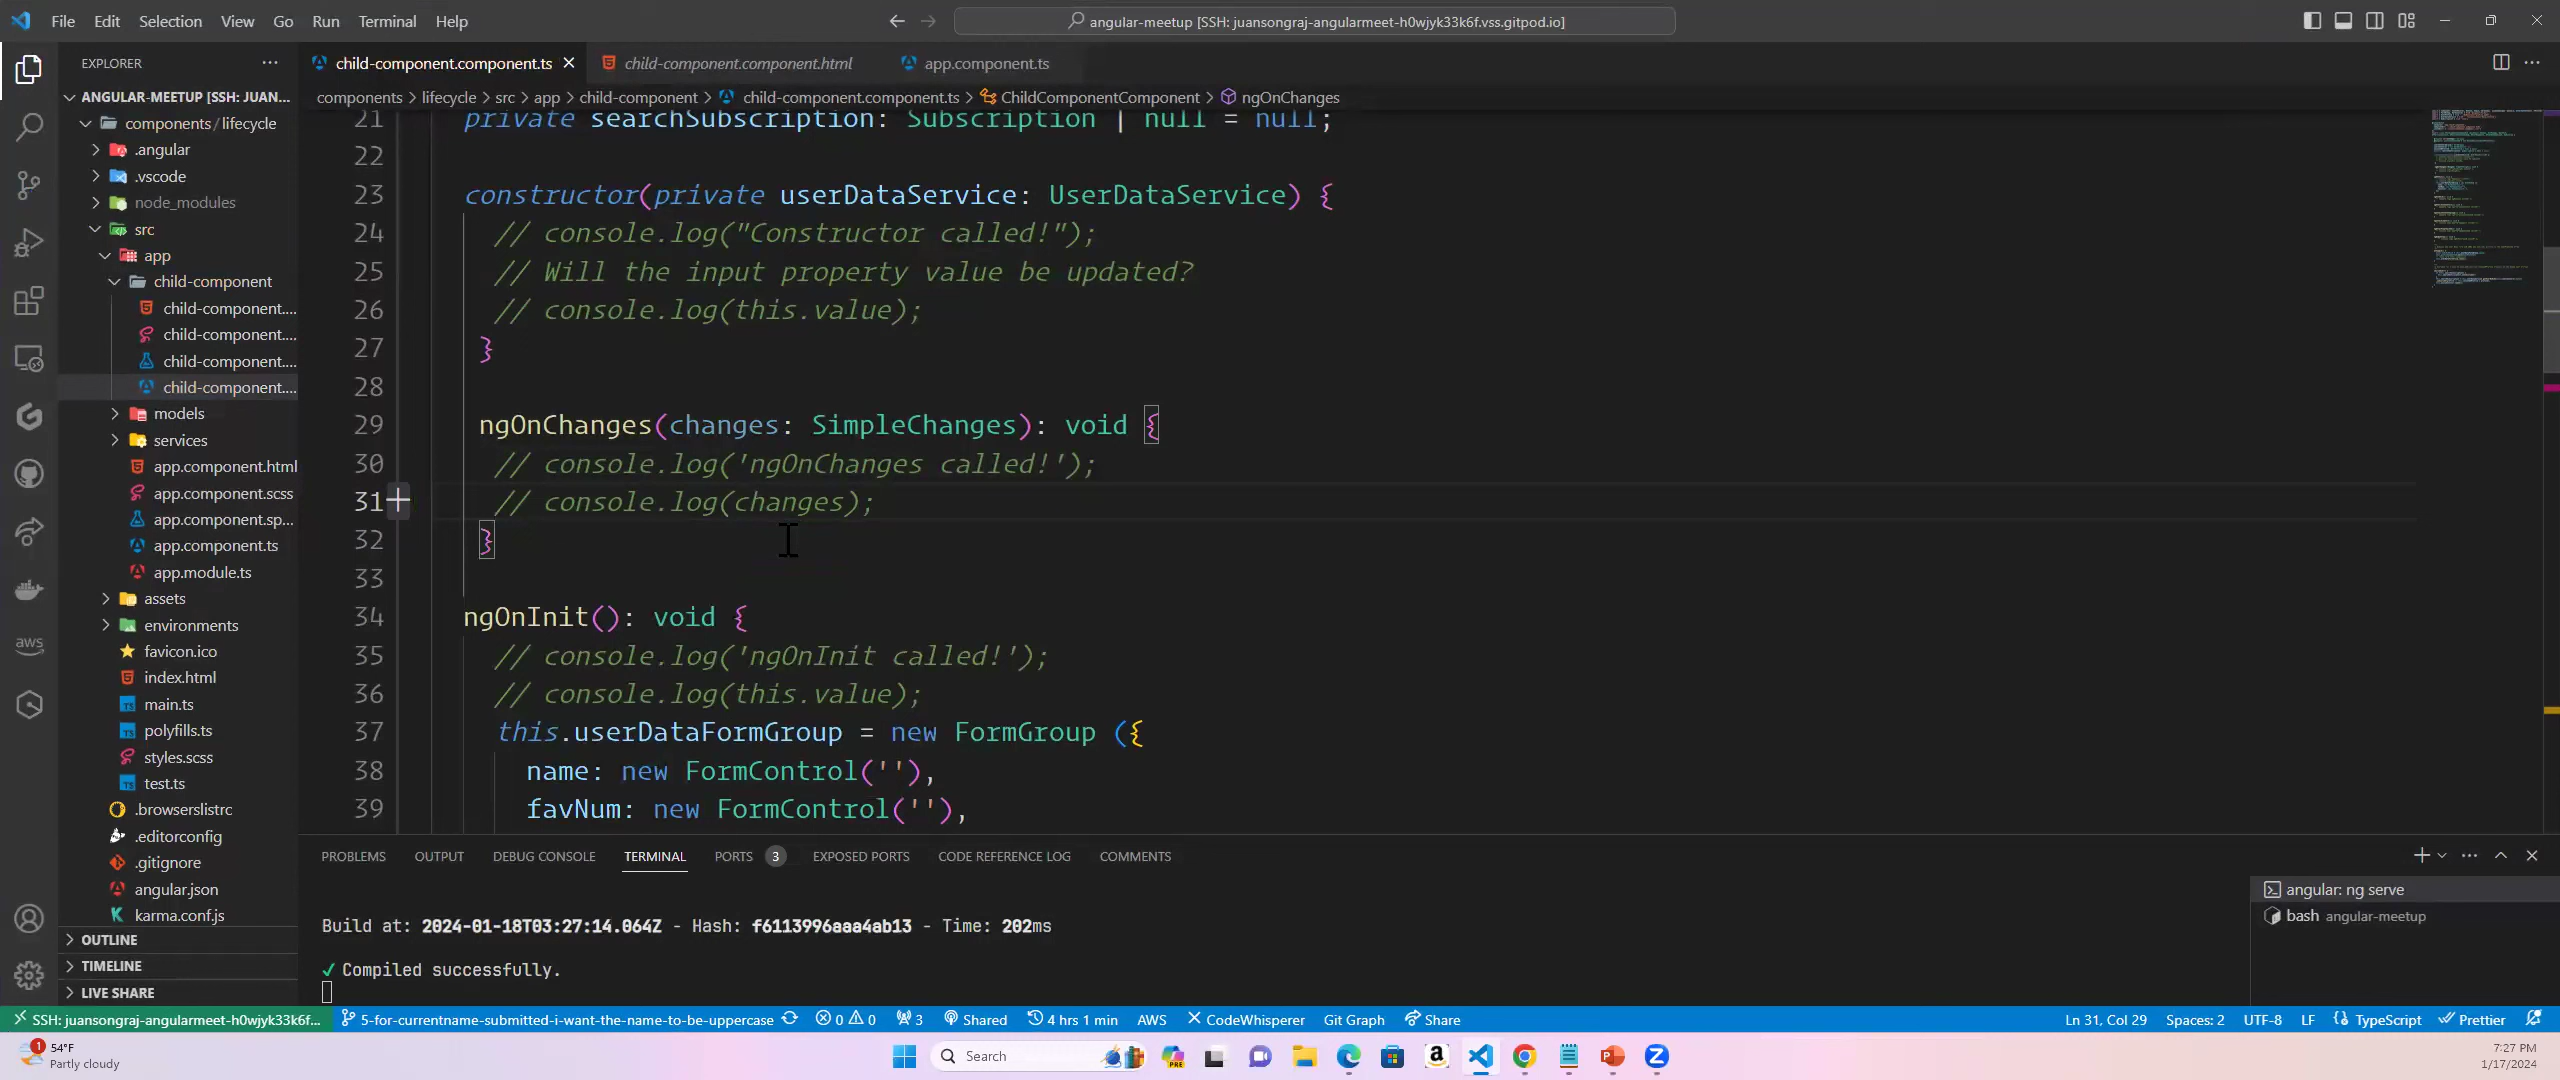 File Edit Selection View Go Run Terminal Help
angular-meetup [SSH: juansongraj-angularmeet-h0wjyk33k6f.vss.gitpod.io]
EXPLORER
child-component.component.ts
child-component.component.html
app.component.ts
components > lifecycle > src > app > child-component > child-component.component.ts > ChildComponentComponent > ngOnChanges
ANGULAR-MEETUP [SSH: JUAN...
components / lifecycle
.angular
.vscode
node_modules
src
app
child-component
child-component....
child-component....
child-component....
child-component....
models
services
app.component.html
app.component.scss
app.component.sp...
app.component.ts
app.module.ts
assets
environments
favicon.ico
index.html
main.ts
polyfills.ts
styles.scss
test.ts
.browserslistrc
.editorconfig
.gitignore
angular.json
karma.conf.js
OUTLINE
TIMELINE
LIVE SHARE
aws
21 private searchSubscription: Subscription | null = null;
22
23 constructor(private userDataService: UserDataService) {
24 // console.log("Constructor called!");
25 // Will the input property value be updated?
26 // console.log(this.value);
27 }
28
29 ngOnChanges(changes: SimpleChanges): void {
30 // console.log('ngOnChanges called!');
31 // console.log(changes);
32 }
33
34 ngOnInit(): void {
35 // console.log('ngOnInit called!');
36 // console.log(this.value);
37 this.userDataFormGroup = new FormGroup ({
38 name: new FormControl(''),
39 favNum: new FormControl(''),
PROBLEMS OUTPUT DEBUG CONSOLE TERMINAL PORTS 3 EXPOSED PORTS CODE REFERENCE LOG COMMENTS
Build at: 2024-01-18T03:27:14.064Z - Hash: f6113996aaa4ab13 - Time: 202ms
✓ Compiled successfully.
angular: ng serve
bash angular-meetup
SSH: juansongraj-angularmeet-h0wjyk33k6f... 5-for-currentname-submitted-i-want-the-name-to-be-uppercase 0 0 3 Shared 4 hrs 1 min AWS CodeWhisperer Git Graph Share Ln 31, Col 29 Spaces: 2 UTF-8 LF TypeScript Prettier
1
54°F
Partly cloudy
Search
PRE
7:27 PM
1/17/2024